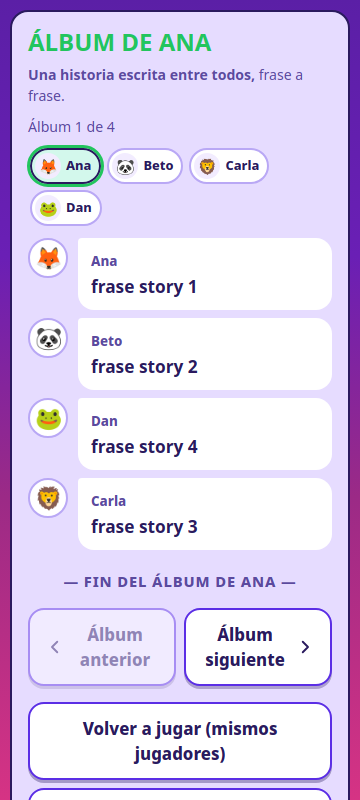 ÁLBUM DE ANA
Una historia escrita entre todos, frase a
frase.
Álbum 1 de 4
Ana
Beto
Carla
Dan
Ana
frase story 1
Beto
frase story 2
Dan
frase story 4
Carla
frase story 3
— FIN DEL ÁLBUM DE ANA —
Álbum
anterior
Álbum
siguiente
Volver a jugar (mismos
jugadores)